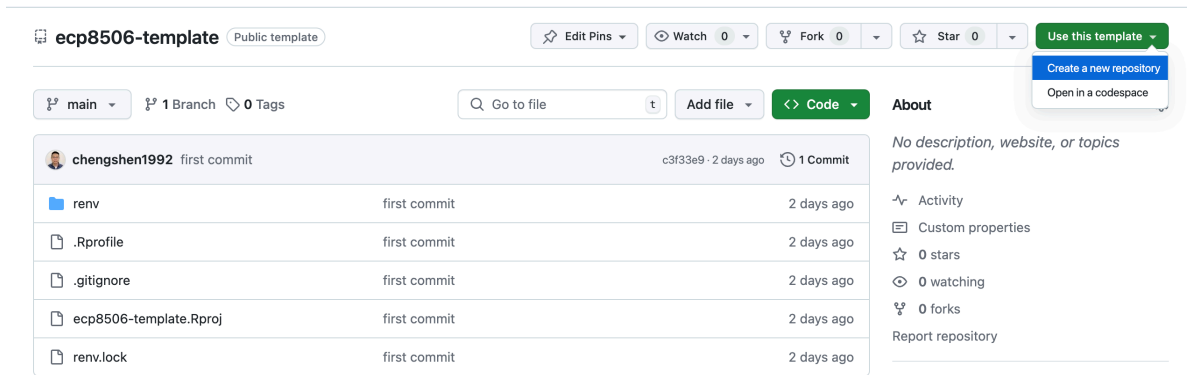 ecp8506-template Public template Edit Pins Watch 0 Fork 0 Star 0 Use this template
Create a new repository
Open in a codespace
main 1 Branch 0 Tags Go to file t Add file <> Code About
chengshen1992 first commit c3f33e9 · 2 days ago 1 Commit
No description, website, or topics
provided.
renv first commit 2 days ago
.Rprofile first commit 2 days ago
.gitignore first commit 2 days ago
ecp8506-template.Rproj first commit 2 days ago
renv.lock first commit 2 days ago
Activity
Custom properties
0 stars
0 watching
0 forks
Report repository